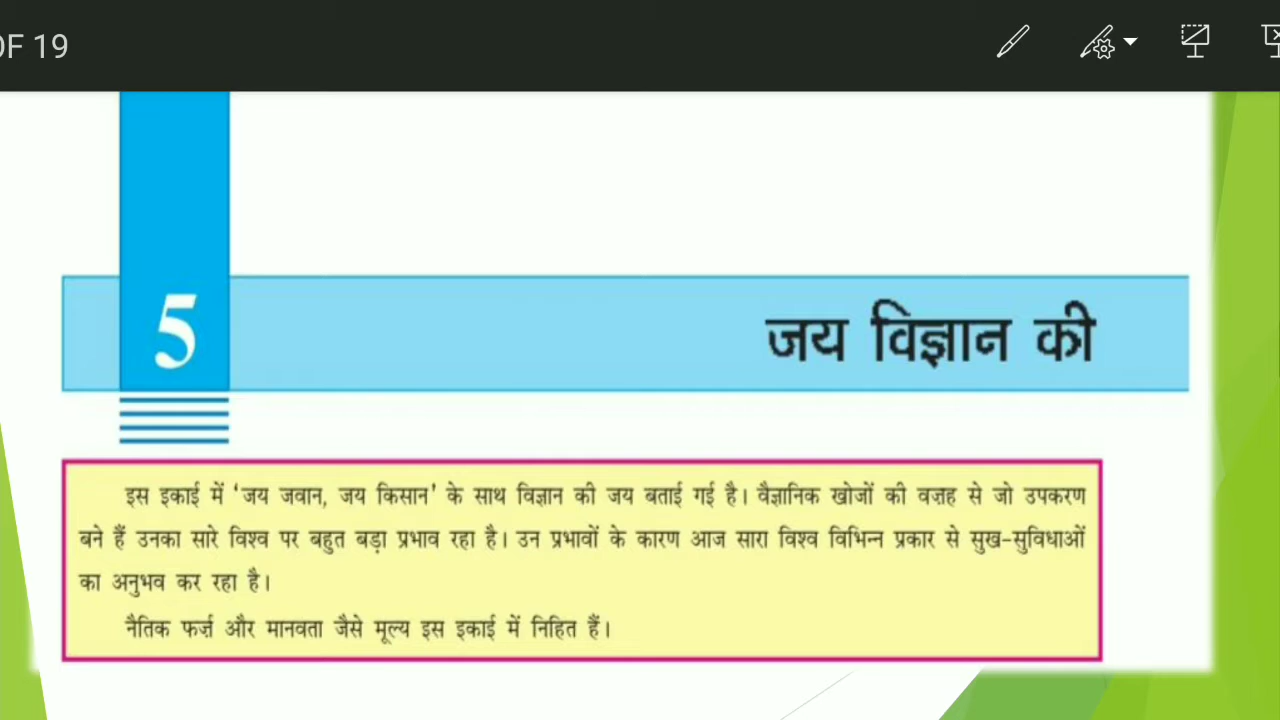 OF 19
5
जय विज्ञान की
इस इकाई में 'जय जवान, जय किसान' के साथ विज्ञान की जय बताई गई है। वैज्ञानिक खोजों की वज़ह से जो उपकरण
बने हैं उनका सारे विश्व पर बहुत बड़ा प्रभाव रहा है। उन प्रभावों के कारण आज सारा विश्व विभिन्न प्रकार से सुख-सुविधाओं
का अनुभव कर रहा है।
नैतिक फर्ज़ और मानवता जैसे मूल्य इस इकाई में निहित हैं।